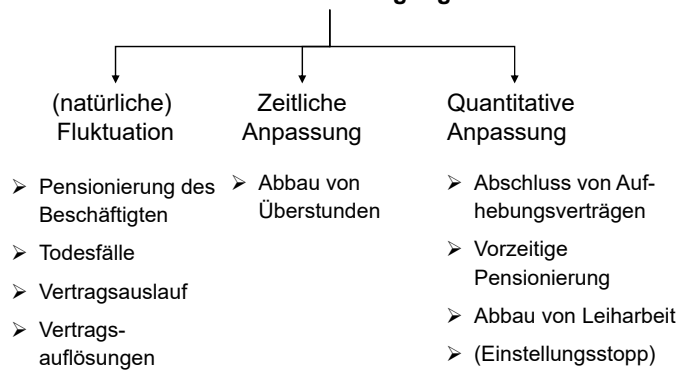 (natürliche)
Fluktuation
➢ Pensionierung des
Beschäftigten
➢ Todesfälle
➢ Vertragsauslauf
➢ Vertrags-
auflösungen
Zeitliche
Anpassung
➢ Abbau von
Überstunden
Quantitative
Anpassung
➢ Abschluss von Auf-
hebungsverträgen
➢ Vorzeitige
Pensionierung
➢ Abbau von Leiharbeit
➢ (Einstellungsstopp)